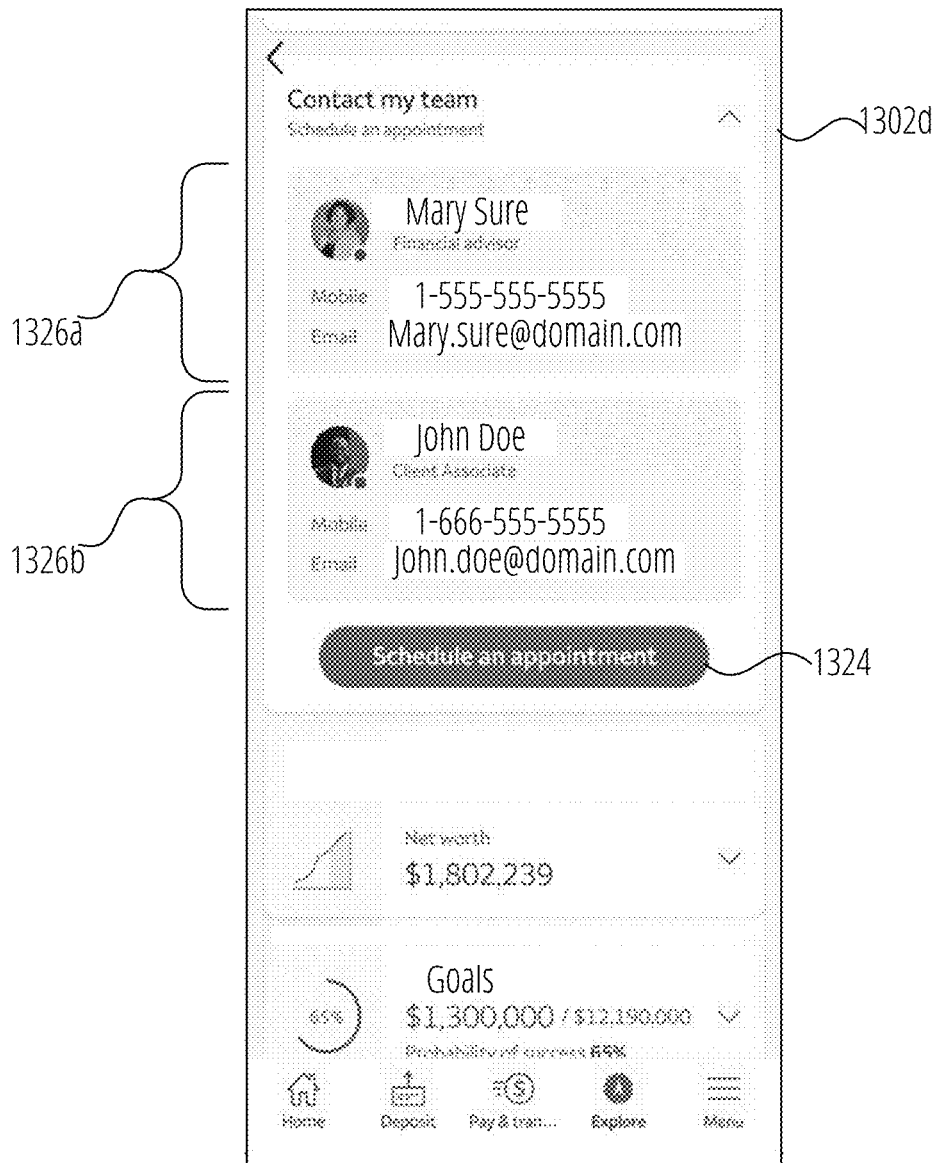 Contact my team
Schedule an appointment
1302d
Mary Sure
Financial advisor
Mobile 1-555-555-5555
Email Mary.sure@domain.com
1326a
John Doe
Client Associate
Mobile 1-666-555-5555
Email John.doe@domain.com
1326b
Schedule an appointment
1324
Net worth
$1,802,239
Goals
65%
$1,300,000 / $12,190,000
Probability of success 65%
Home Deposit Pay & tran... Explore Menu